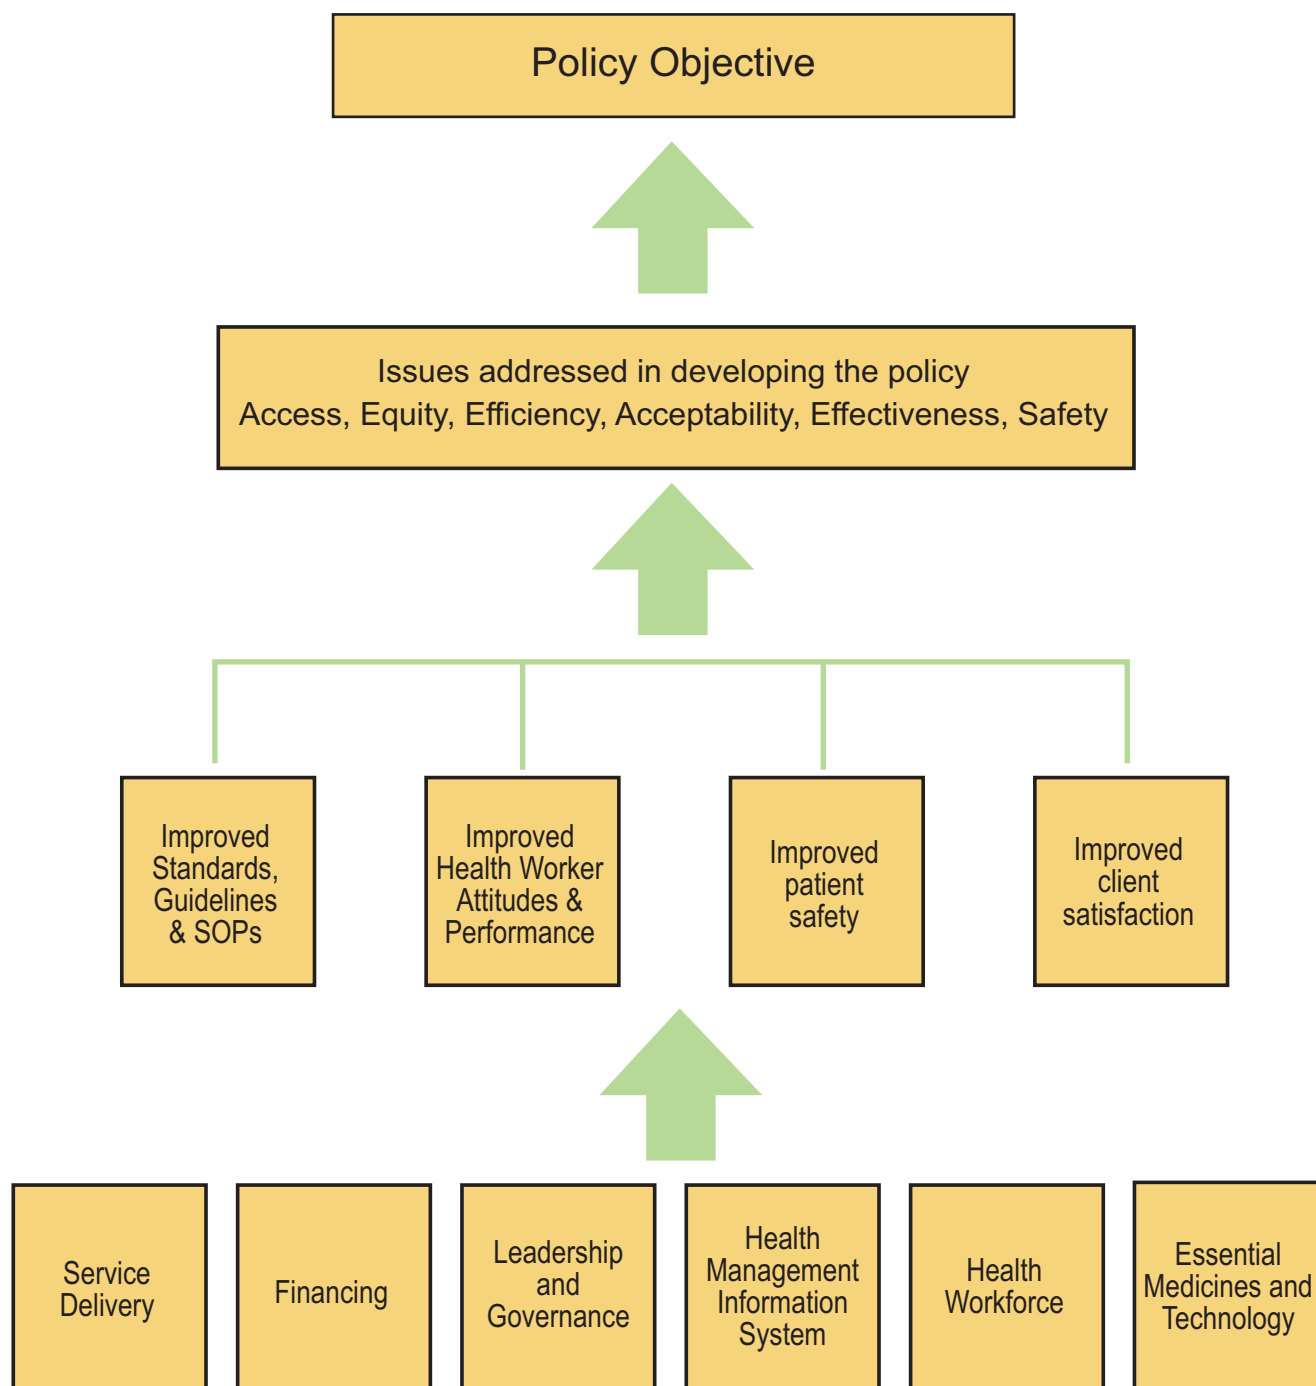 Policy Objective
Issues addressed in developing the policy
Access, Equity, Efficiency, Acceptability, Effectiveness, Safety
Improved
Standards,
Guidelines
& SOPs
Improved
Health Worker
Attitudes &
Performance
Improved
patient
safety
Improved
client
satisfaction
Service
Delivery
Financing
Leadership
and
Governance
Health
Management
Information
System
Health
Workforce
Essential
Medicines and
Technology